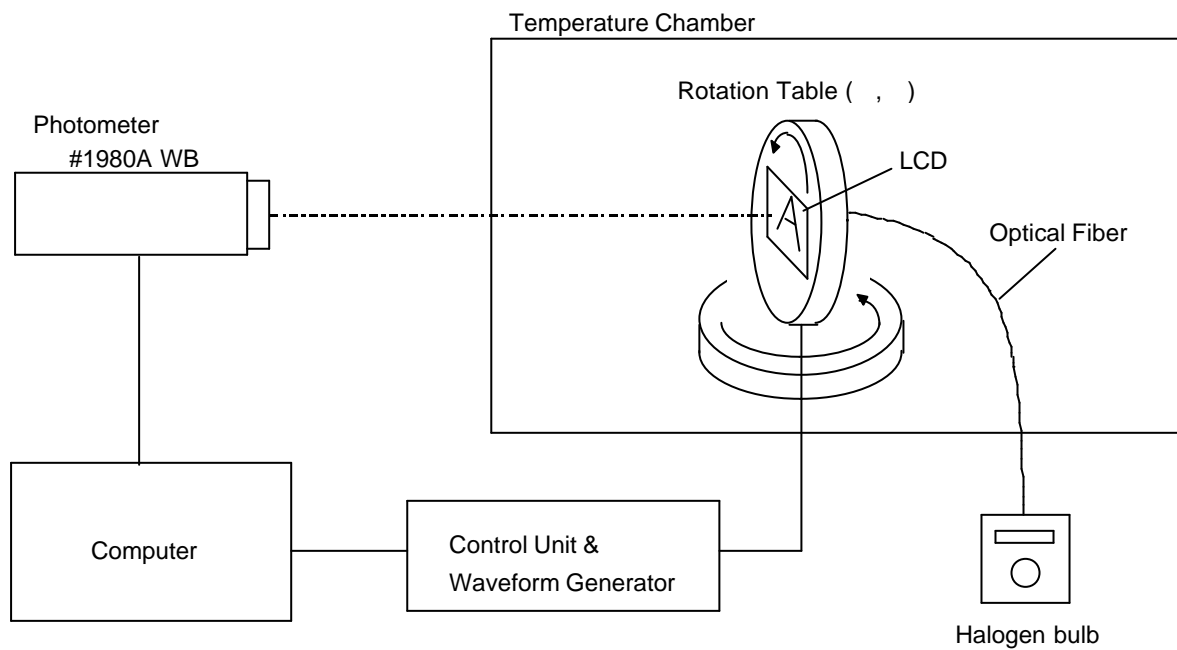 Temperature Chamber
Rotation Table ( , )
Photometer
#1980A WB
LCD
A
Optical Fiber
Computer
Control Unit &
Waveform Generator
Halogen bulb